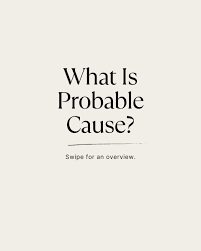 What Is
Probable
Cause?
Swipe for an overview.